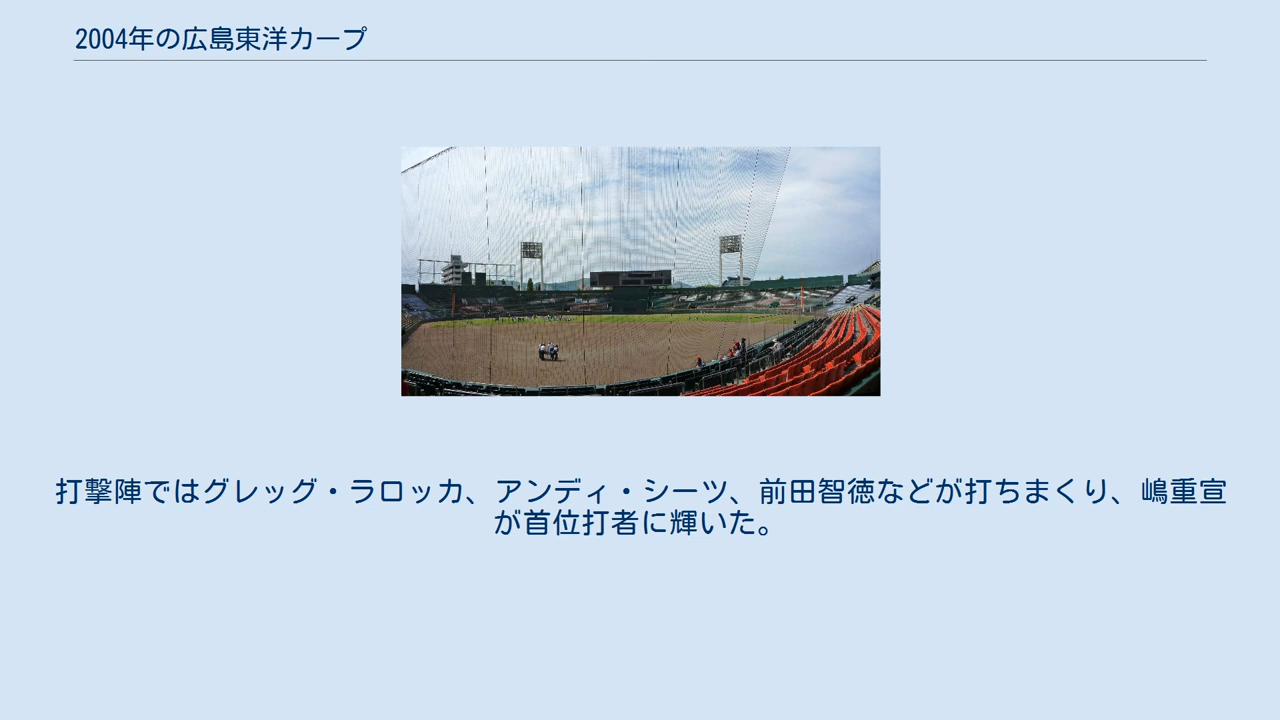 2004年の広島東洋カープ
打撃陣ではグレッグ・ラロッカ、アンディ・シーツ、前田智徳などが打ちまくり、嶋重宣
が首位打者に輝いた。